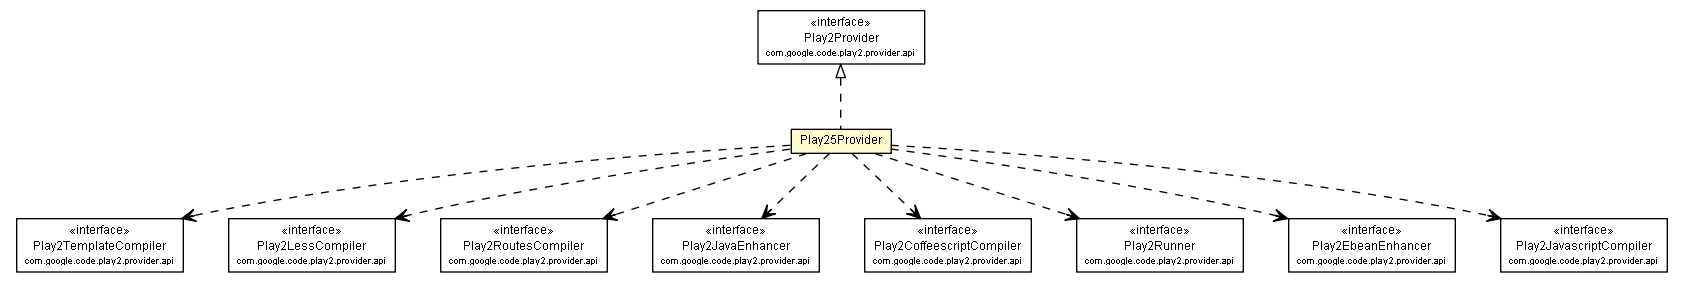 «interface»
Play2Provider
com.google.code.play2.provider.api
Play25Provider
«interface»
Play2TemplateCompiler
com.google.code.play2.provider.api
«interface»
Play2LessCompiler
com.google.code.play2.provider.api
«interface»
Play2RoutesCompiler
com.google.code.play2.provider.api
«interface»
Play2JavaEnhancer
com.google.code.play2.provider.api
«interface»
Play2CoffeescriptCompiler
com.google.code.play2.provider.api
«interface»
Play2Runner
com.google.code.play2.provider.api
«interface»
Play2EbeanEnhancer
com.google.code.play2.provider.api
«interface»
Play2JavascriptCompiler
com.google.code.play2.provider.api